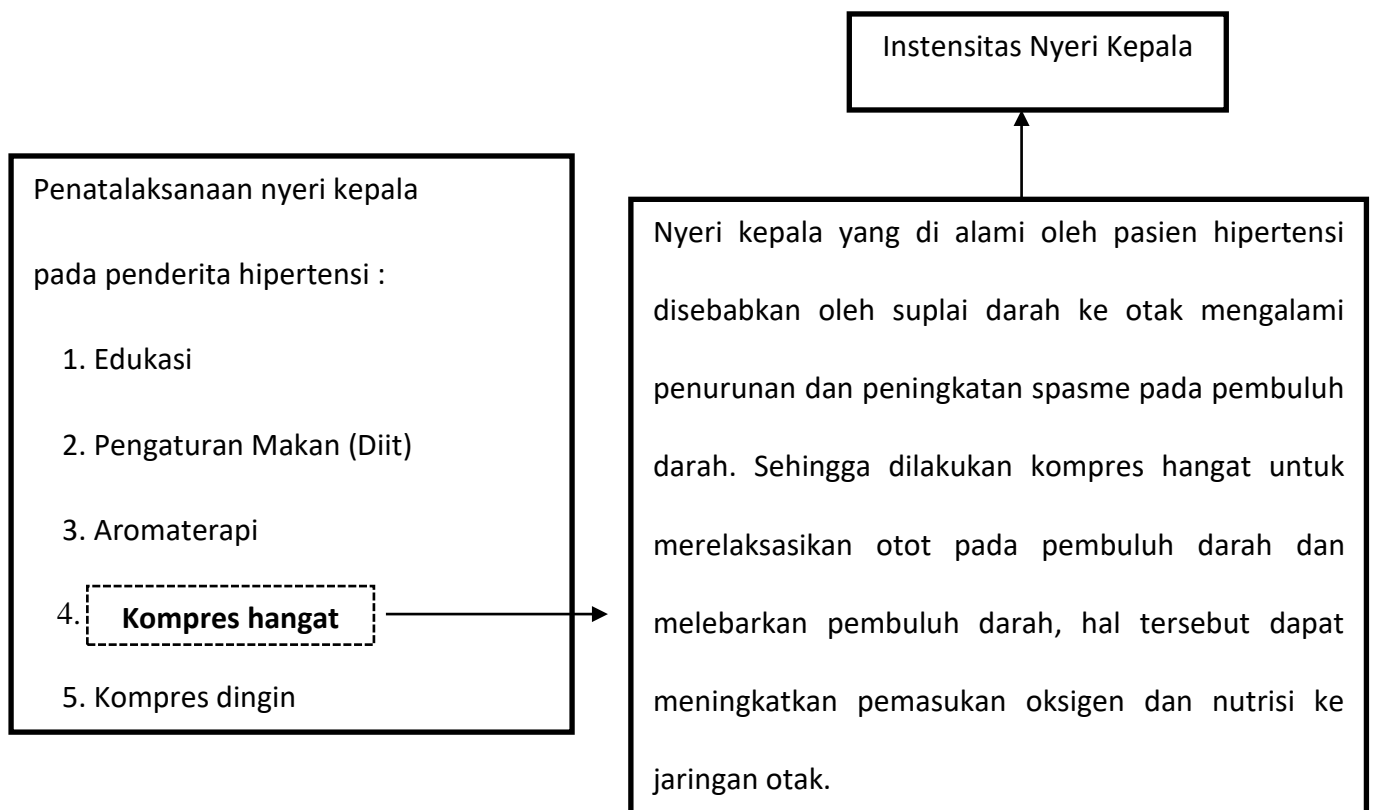 Instensitas Nyeri Kepala
Penatalaksanaan nyeri kepala
pada penderita hipertensi :
1. Edukasi
2. Pengaturan Makan (Diit)
3. Aromaterapi
4. Kompres hangat
5. Kompres dingin
Nyeri kepala yang di alami oleh pasien hipertensi
disebabkan oleh suplai darah ke otak mengalami
penurunan dan peningkatan spasme pada pembuluh
darah. Sehingga dilakukan kompres hangat untuk
merelaksasikan otot pada pembuluh darah dan
melebarkan pembuluh darah, hal tersebut dapat
meningkatkan pemasukan oksigen dan nutrisi ke
jaringan otak.